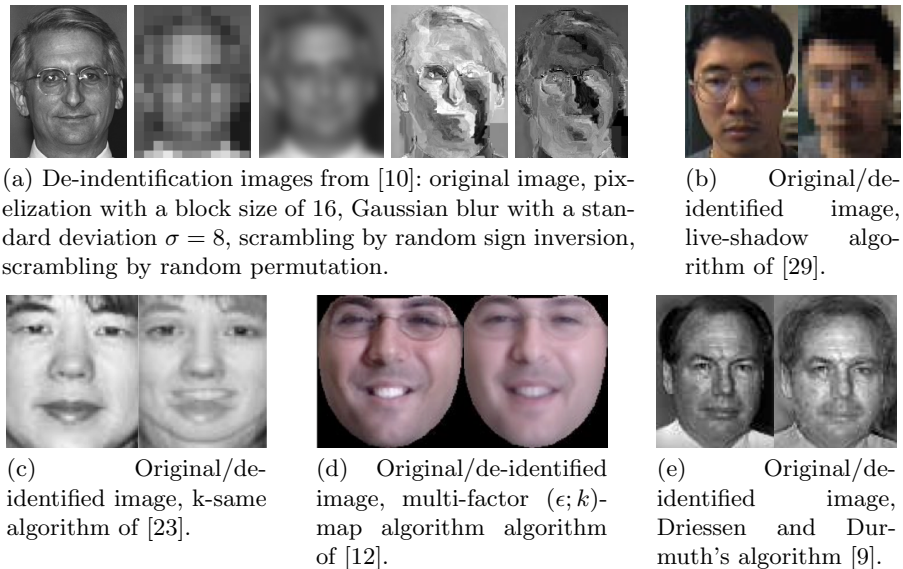 (a) De-indentification images from [10]: original image, pix-
elization with a block size of 16, Gaussian blur with a stan-
dard deviation σ = 8, scrambling by random sign inversion,
scrambling by random permutation.
(b) Original/de-
identified image,
live-shadow algo-
rithm of [29].
(c) Original/de-
identified image, k-same
algorithm of [23].
(d) Original/de-identified
image, multi-factor (ϵ; k)-
map algorithm algorithm
of [12].
(e) Original/de-
identified image,
Driessen and Dur-
muth's algorithm [9].